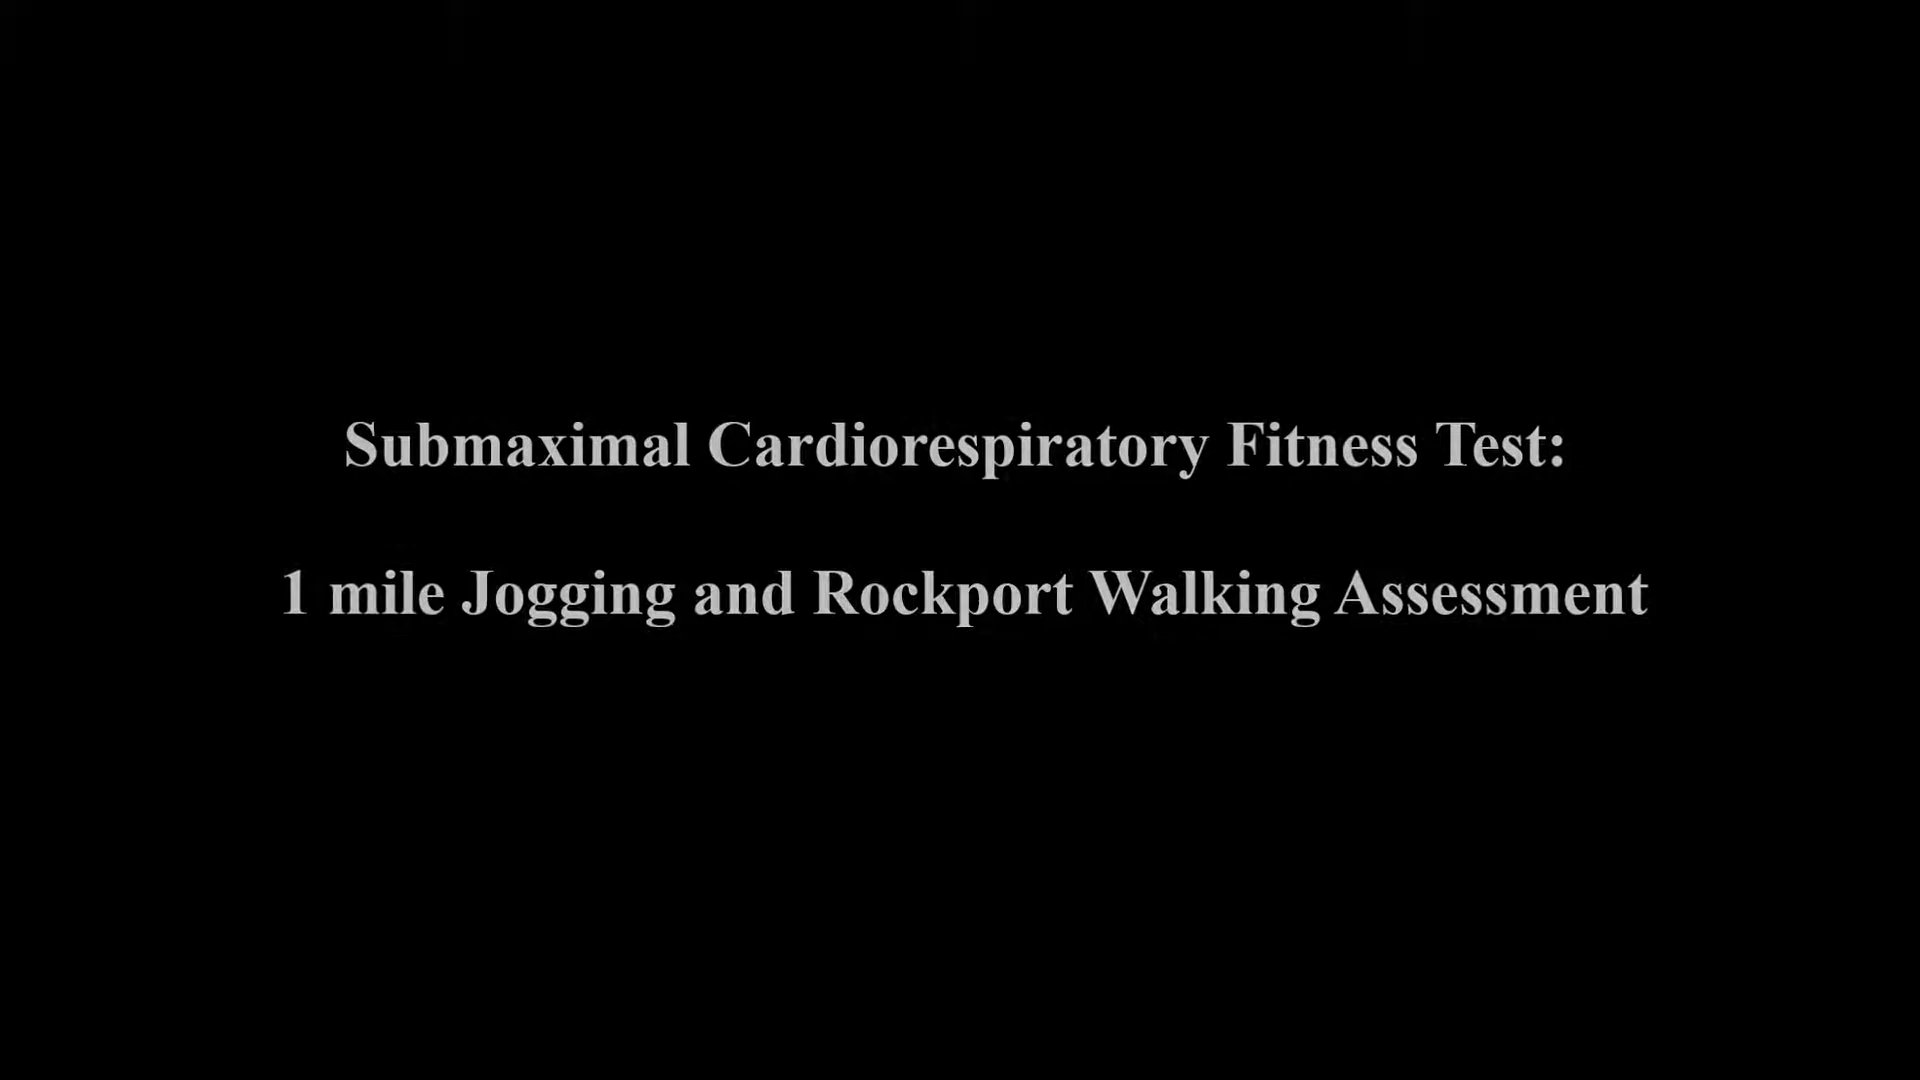 Submaximal Cardiorespiratory Fitness Test:
1 mile Jogging and Rockport Walking Assessment